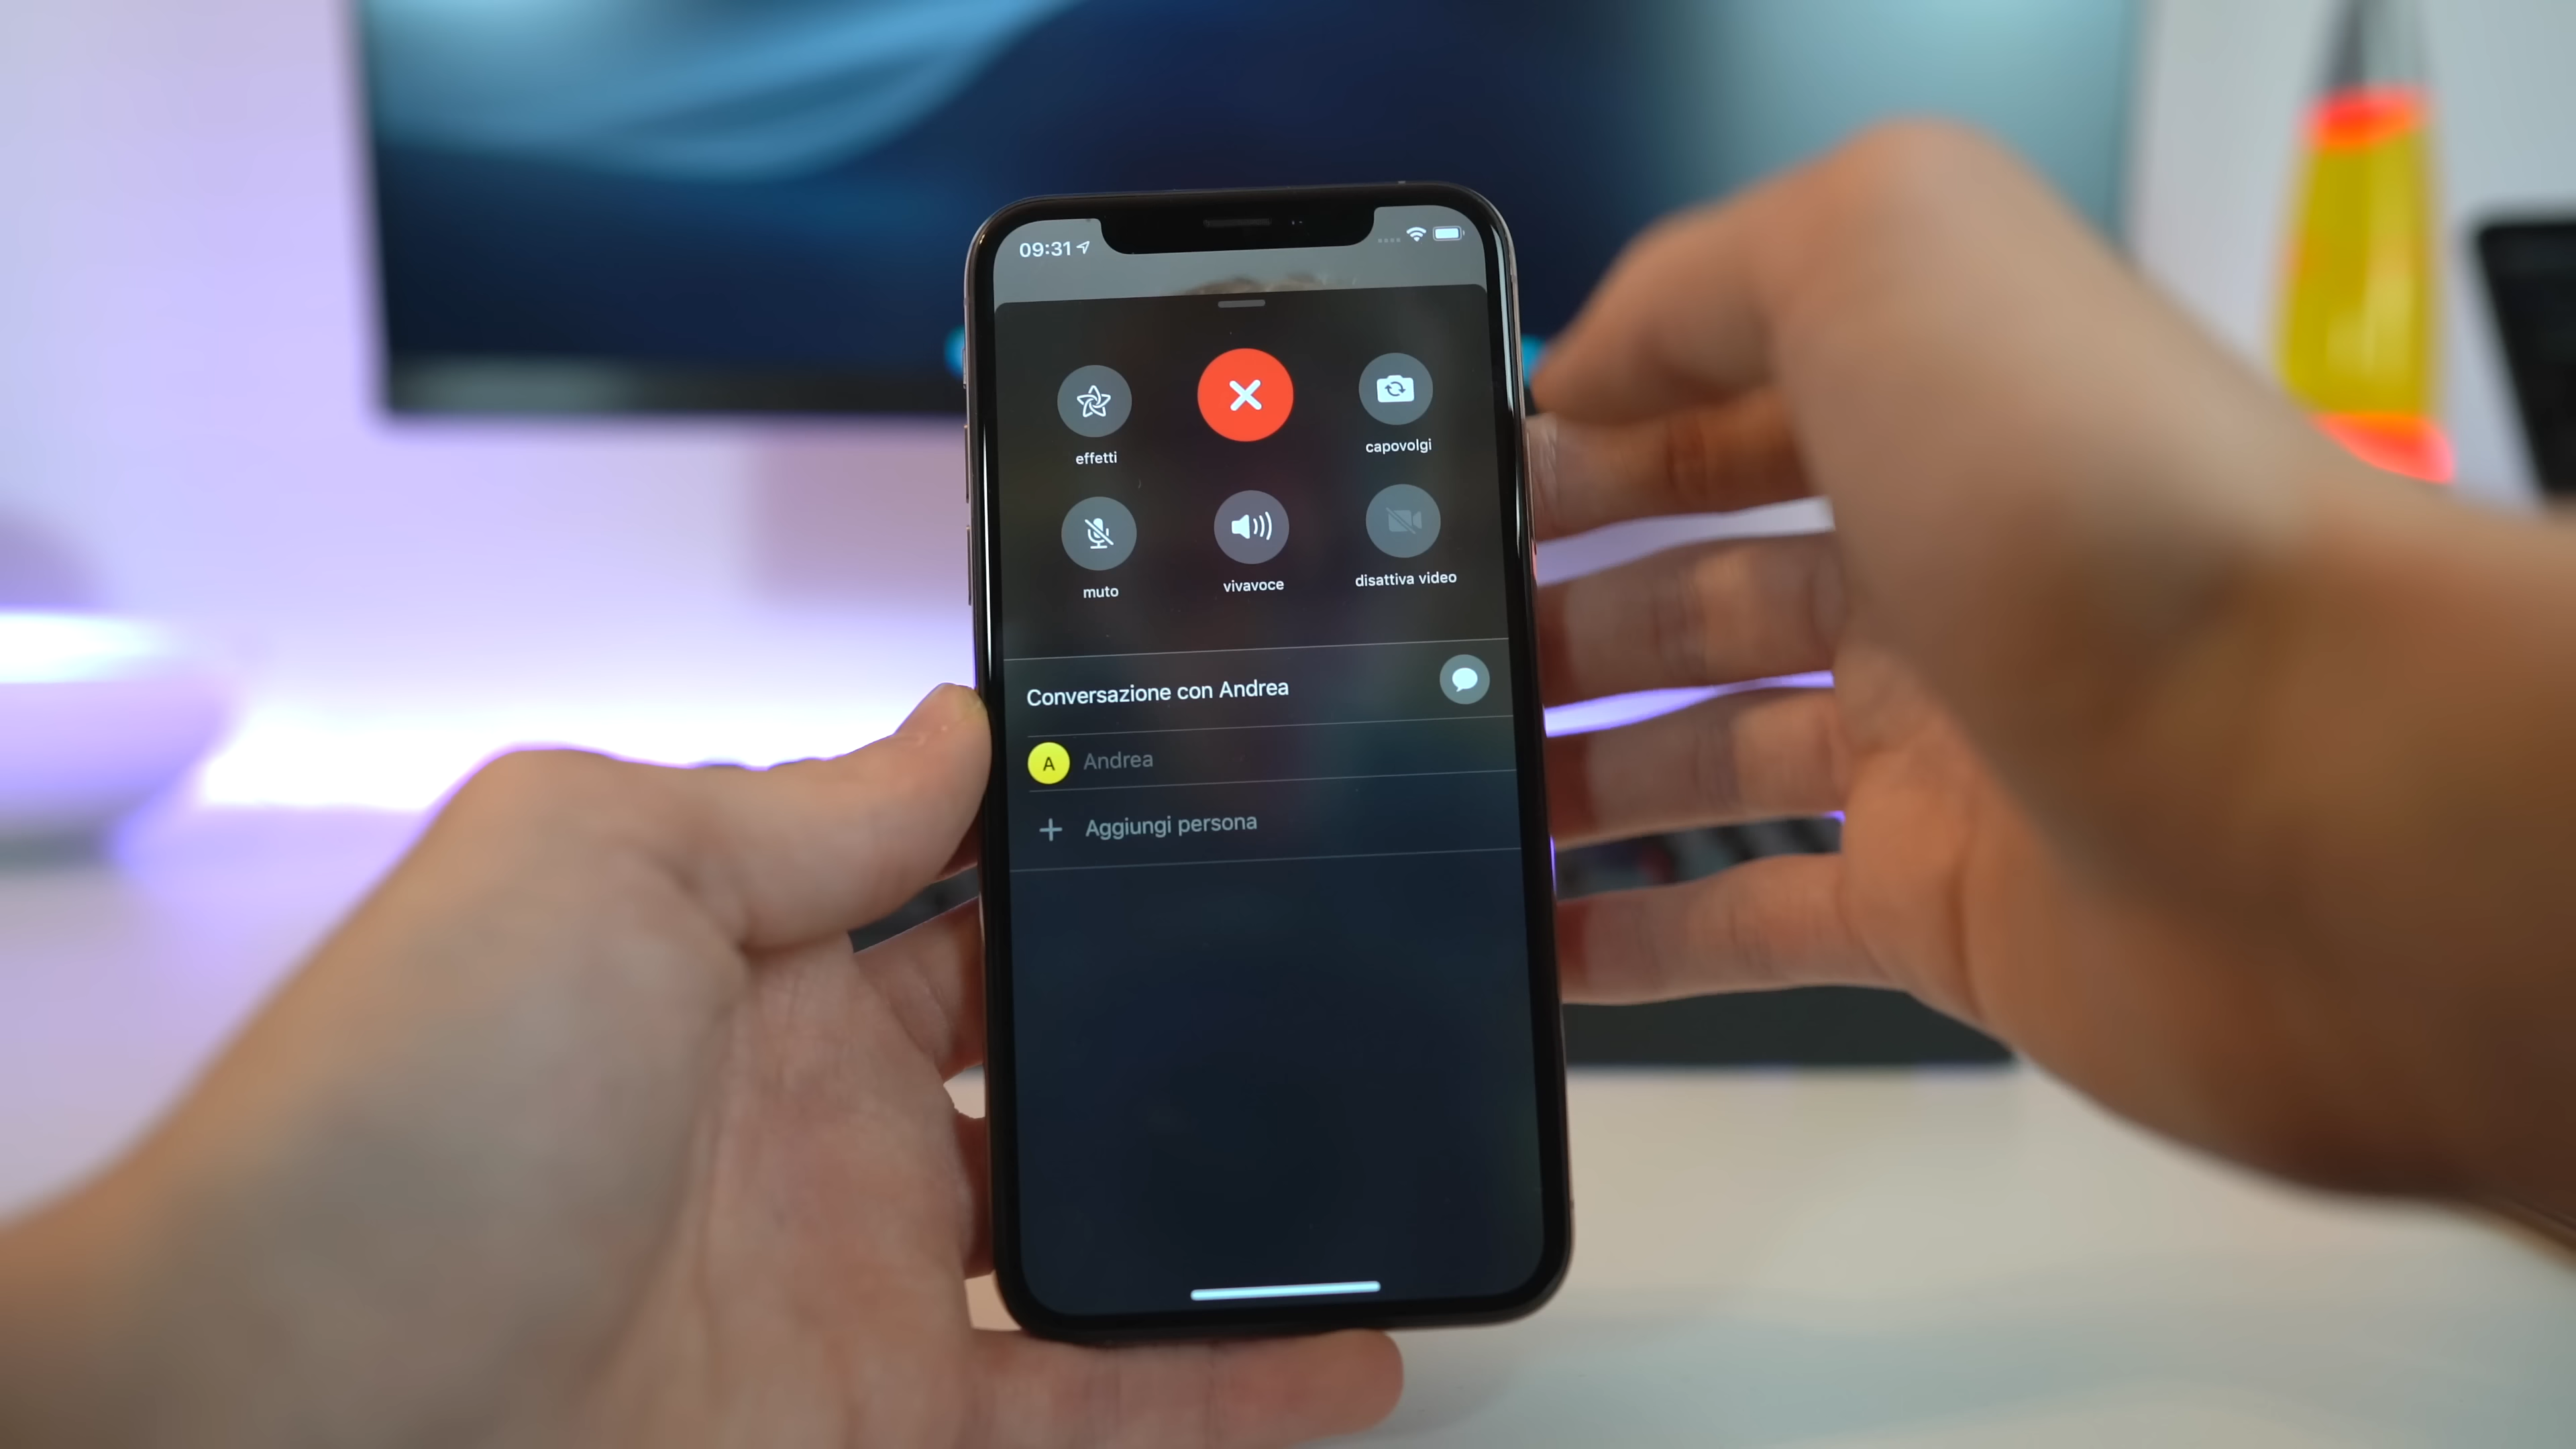 09:31
effetti
capovolgi
muto
vivavoce
disattiva video
Conversazione con Andrea
A
Andrea
Aggiungi persona